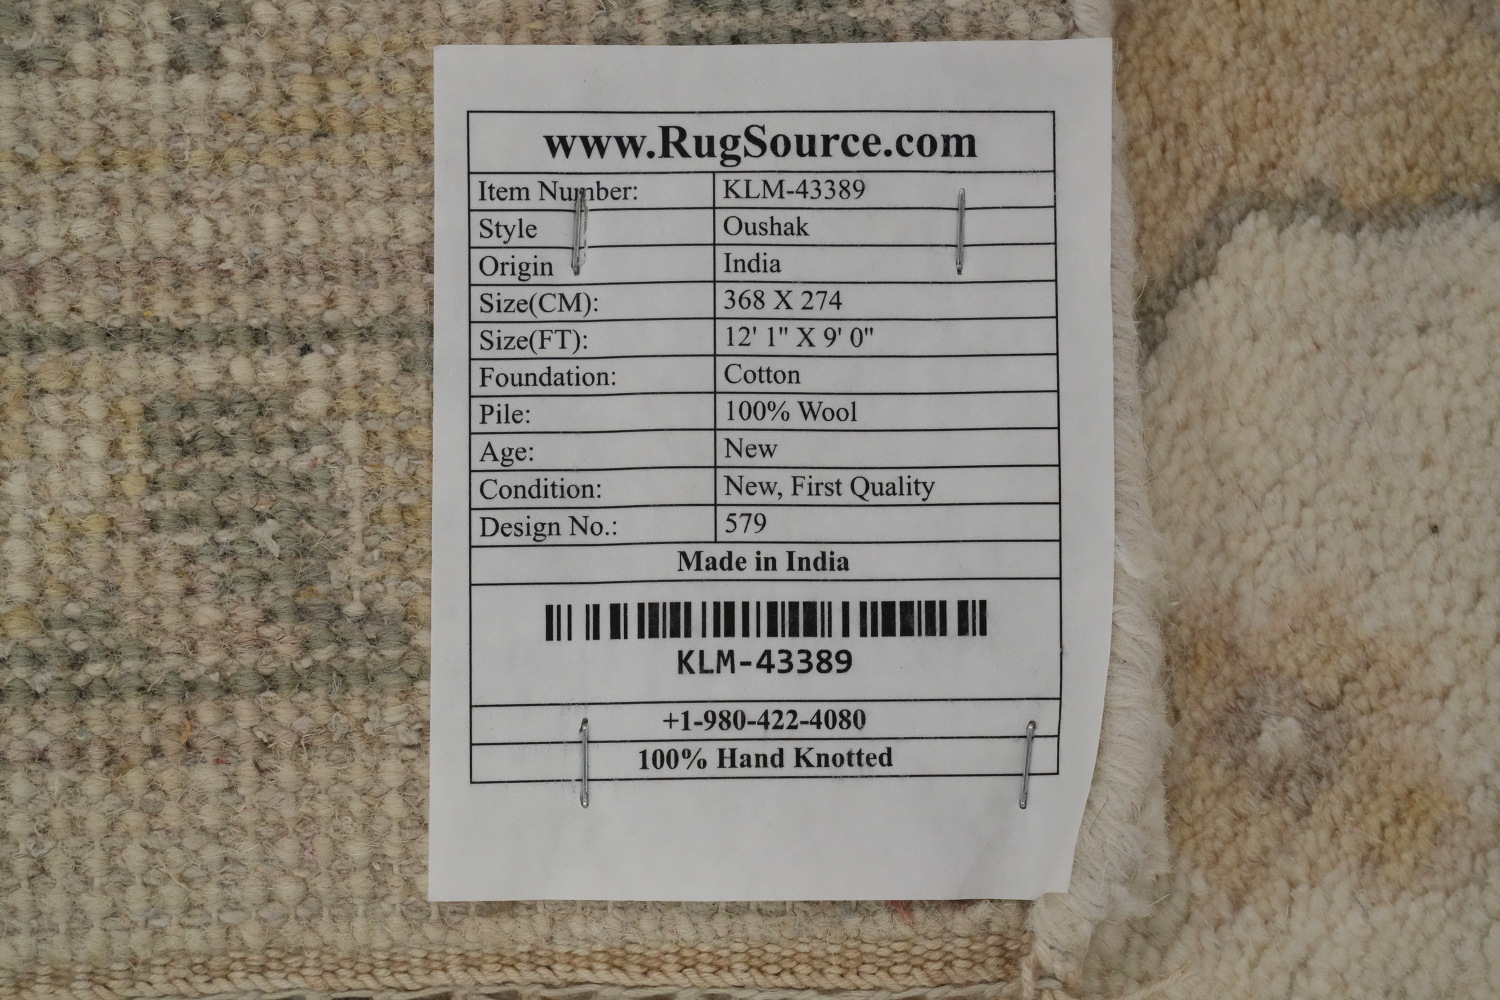 www.RugSource.com
Item Number: KLM-43389
Style Oushak
Origin India
Size(CM): 368 X 274
Size(FT): 12' 1" X 9' 0"
Foundation: Cotton
Pile: 100% Wool
Age: New
Condition: New, First Quality
Design No.: 579
Made in India
KLM-43389
+1-980-422-4080
100% Hand Knotted